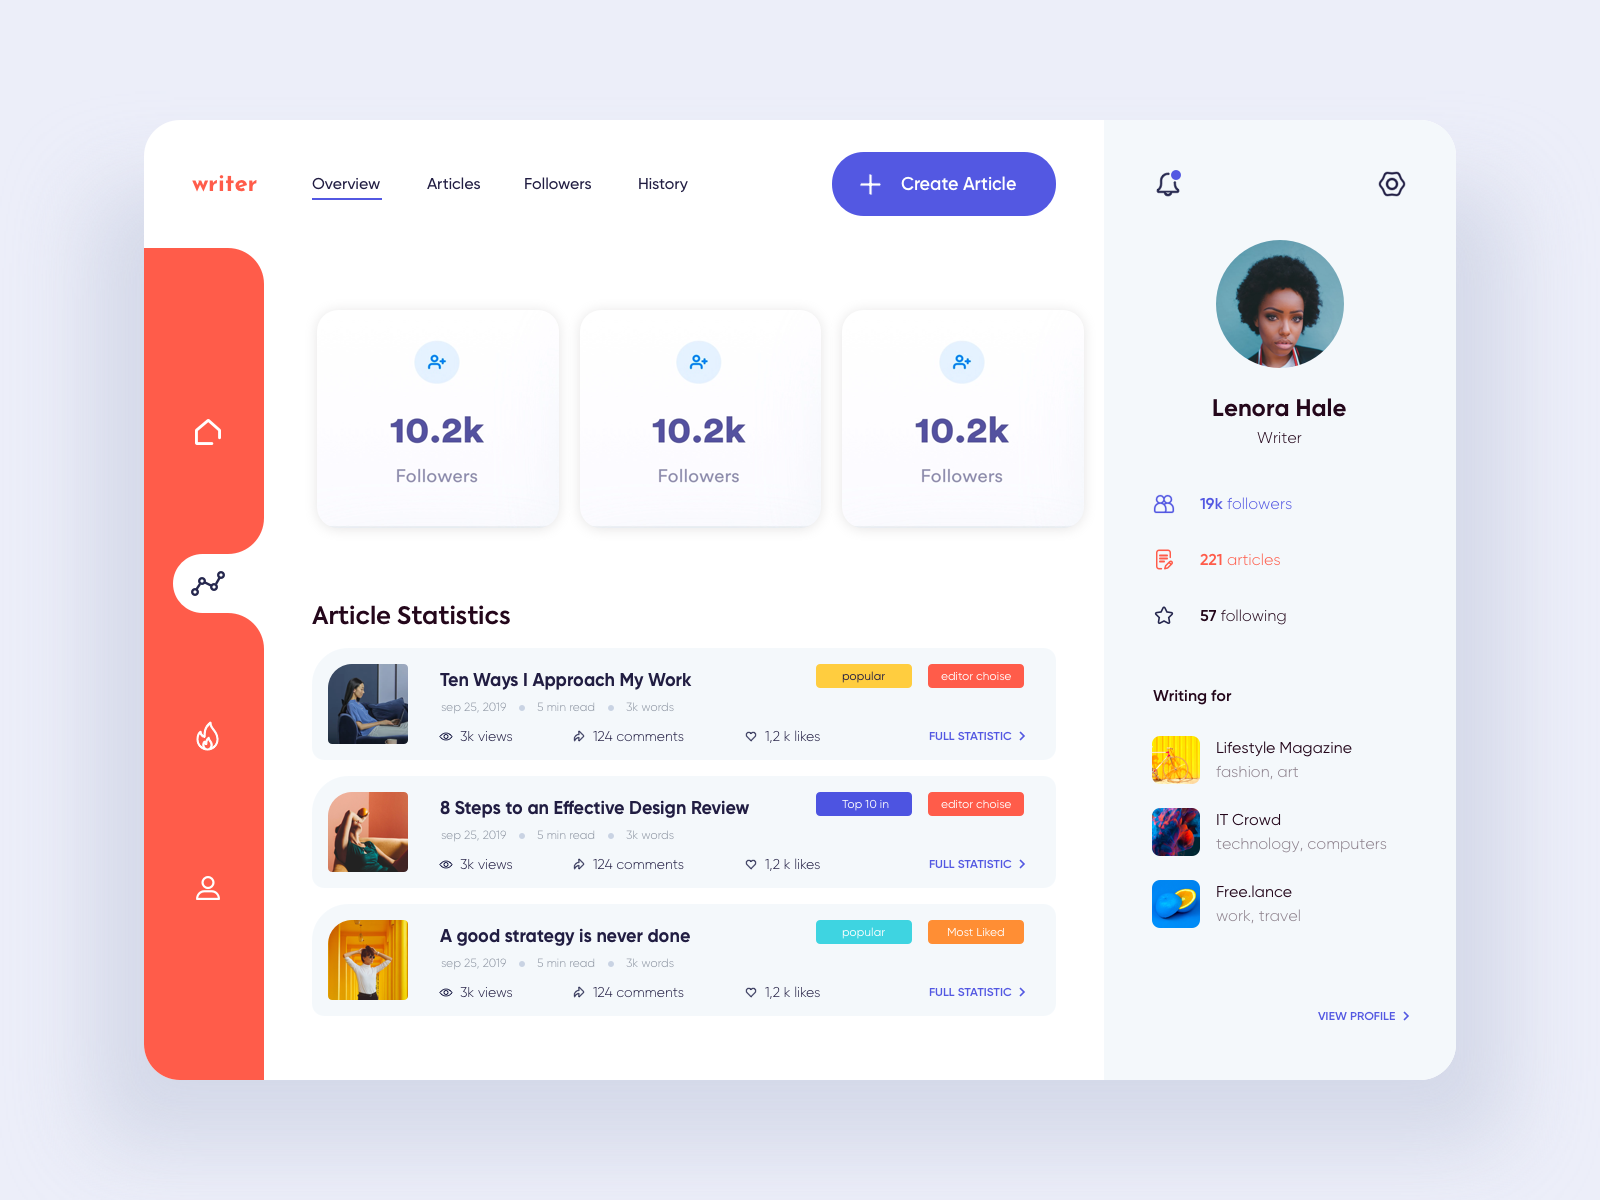 writer
Overview
Articles
Followers
History
Create Article
10.2k
Followers
10.2k
Followers
10.2k
Followers
Article Statistics
Ten Ways I Approach My Work
popular
editor choise
sep 25, 2019
5 min read
3k words
3k views
124 comments
1,2 k likes
FULL STATISTIC
8 Steps to an Effective Design Review
Top 10 in
editor choise
sep 25, 2019
5 min read
3k words
3k views
124 comments
1,2 k likes
FULL STATISTIC
A good strategy is never done
popular
Most Liked
sep 25, 2019
5 min read
3k words
3k views
124 comments
1,2 k likes
FULL STATISTIC
Lenora Hale
Writer
19k followers
221 articles
57 following
Writing for
Lifestyle Magazine
fashion, art
IT Crowd
technology, computers
Free.lance
work, travel
VIEW PROFILE